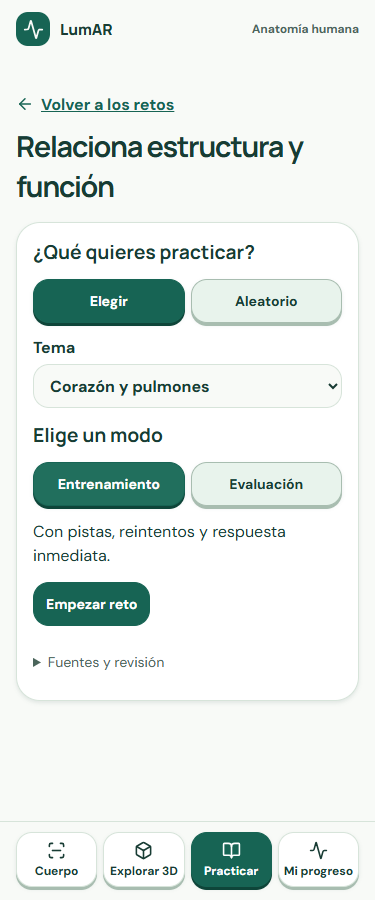 LumAR
Anatomía humana
← Volver a los retos
Relaciona estructura y
función
¿Qué quieres practicar?
Elegir
Aleatorio
Tema
Corazón y pulmones
Elige un modo
Entrenamiento
Evaluación
Con pistas, reintentos y respuesta
inmediata.
Empezar reto
Fuentes y revisión
Cuerpo
Explorar 3D
Practicar
Mi progreso